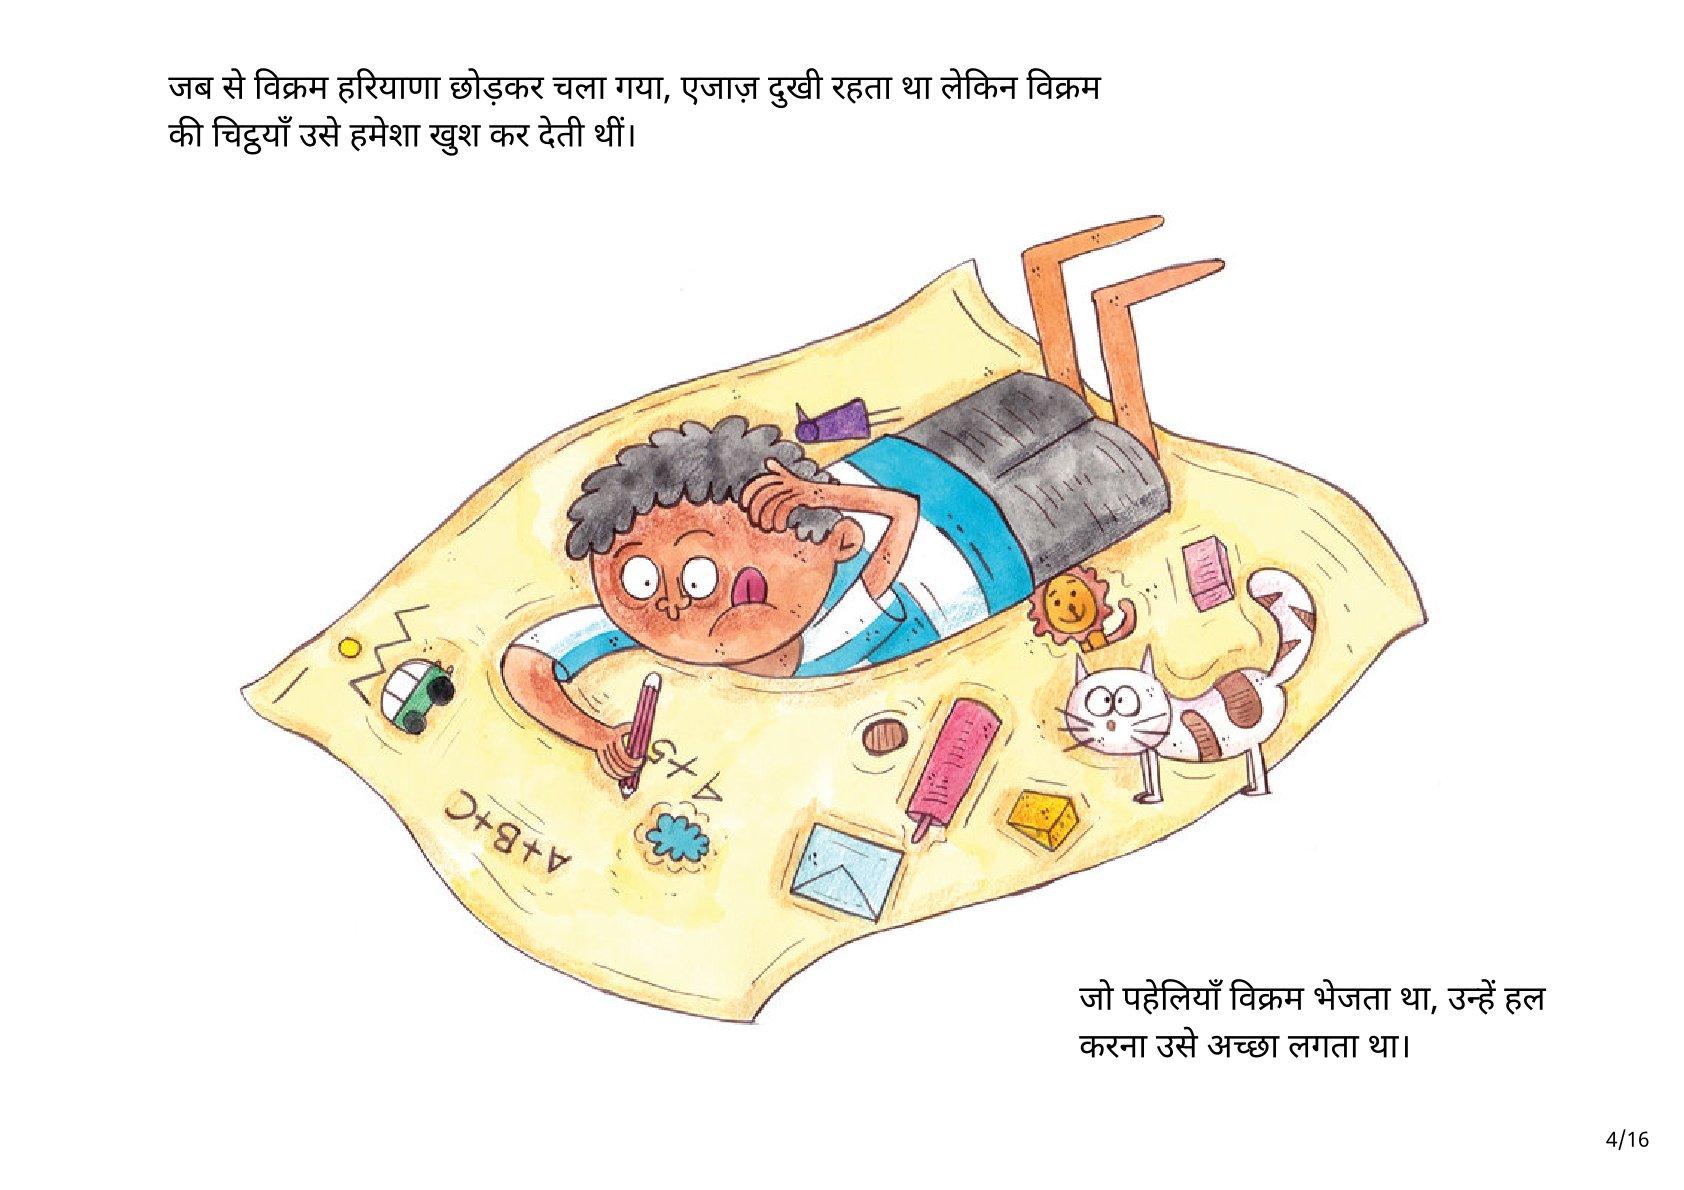 जब से विक्रम हरियाणा छोड़कर चला गया, एजाज़ दुखी रहता था लेकिन विक्रम
की चिट्ठयाँ उसे हमेशा खुश कर देती थीं।
4×5
A+B+C
जो पहेलियाँ विक्रम भेजता था, उन्हें हल
करना उसे अच्छा लगता था।
4/16